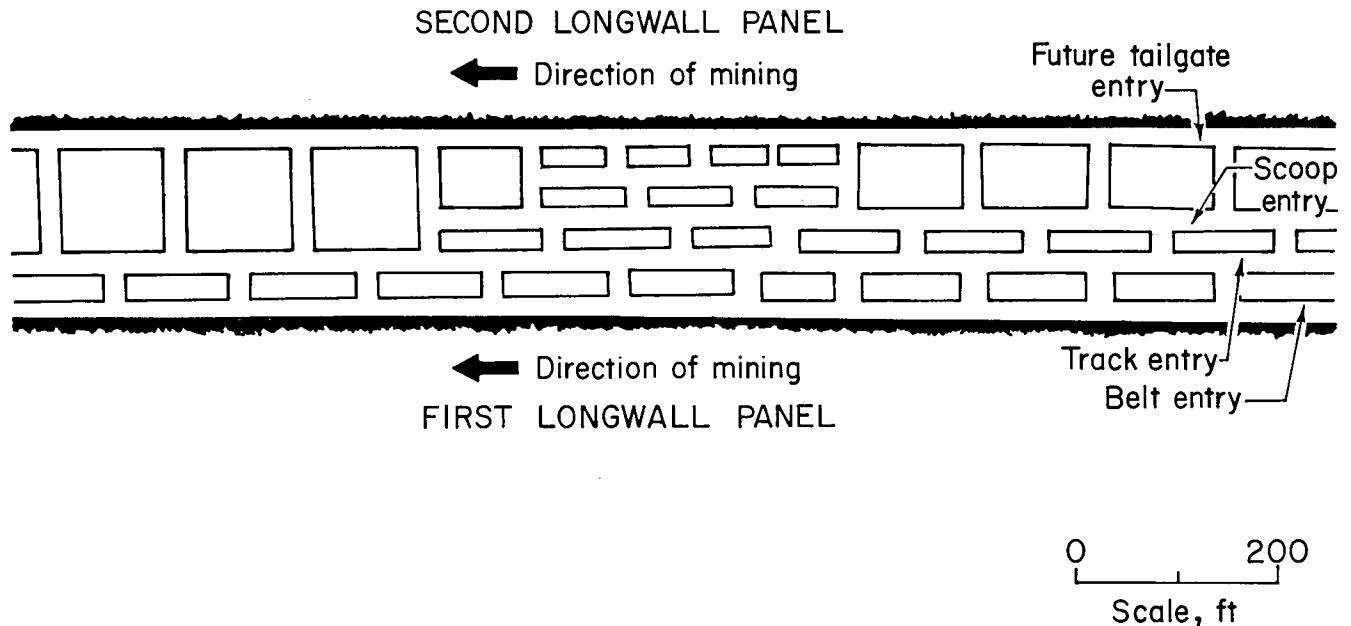 SECOND LONGWALL PANEL
Direction of mining
Future tailgate
entry
Scoop
entry
Direction of mining
FIRST LONGWALL PANEL
Track entry
Belt entry
0 200
Scale, ft